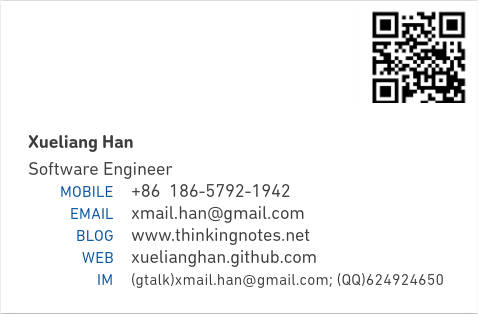 Xueliang Han
Software Engineer
MOBILE +86 186-5792-1942
EMAIL xmail.han@gmail.com
BLOG www.thinkingnotes.net
WEB xuelianghan.github.com
IM (gtalk)xmail.han@gmail.com; (QQ)624924650